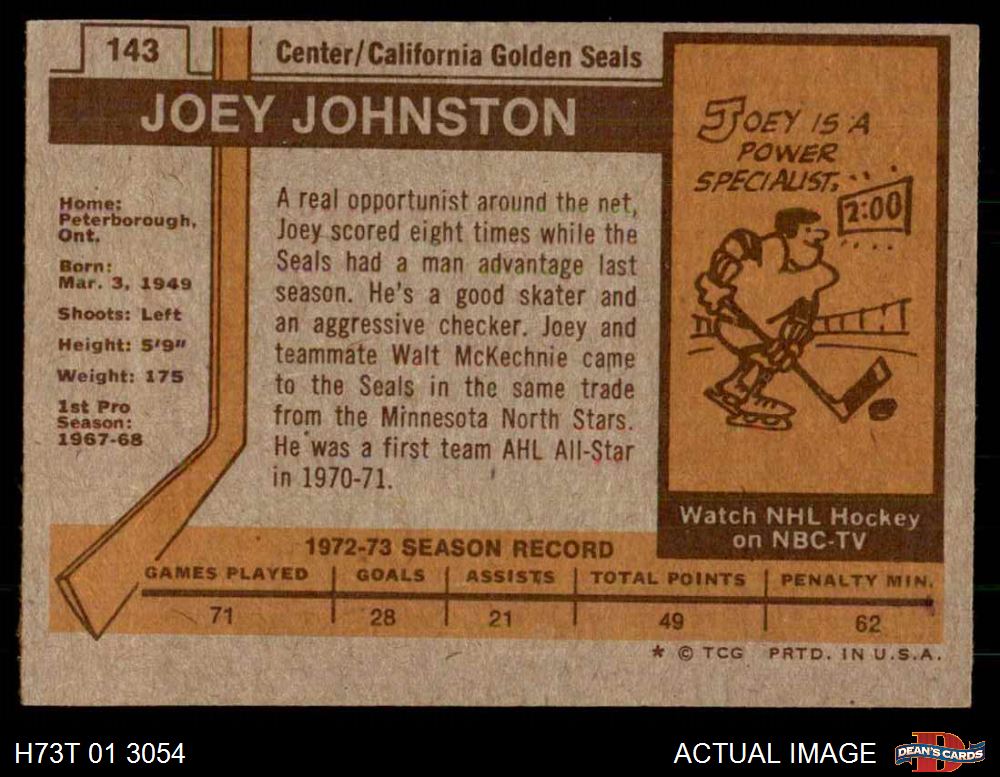 143
Center/California Golden Seals
JOEY JOHNSTON
Home:
Peterborough,
Ont.
Born:
Mar. 3, 1949
Shoots: Left
Height: 5'9"
Weight: 175
1st Pro
Season:
1967-68
A real opportunist around the net,
Joey scored eight times while the
Seals had a man advantage last
season. He's a good skater and
an aggressive checker. Joey and
teammate Walt McKechnie came
to the Seals in the same trade
from the Minnesota North Stars.
He was a first team AHL All-Star
in 1970-71.
JOEY IS A
POWER
SPECIALIST.
2:00
Watch NHL Hockey
on NBC-TV
1972-73 SEASON RECORD
GAMES PLAYED GOALS ASSISTS TOTAL POINTS PENALTY MIN.
71 28 21 49 62
* © TCG PRTD. IN U.S.A.
H73T 01 3054
ACTUAL IMAGE
DEAN'S CARDS